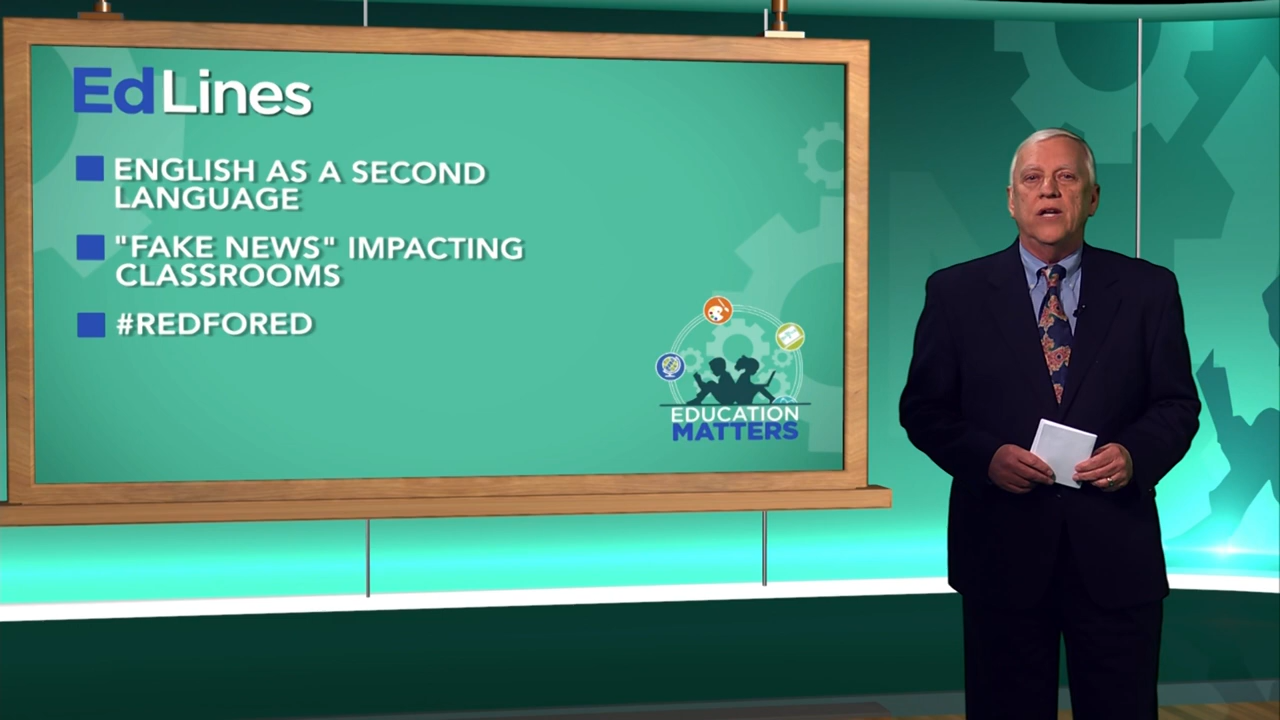 EdLines
ENGLISH AS A SECOND
LANGUAGE
"FAKE NEWS" IMPACTING
CLASSROOMS
#REDFORED
EDUCATION
MATTERS